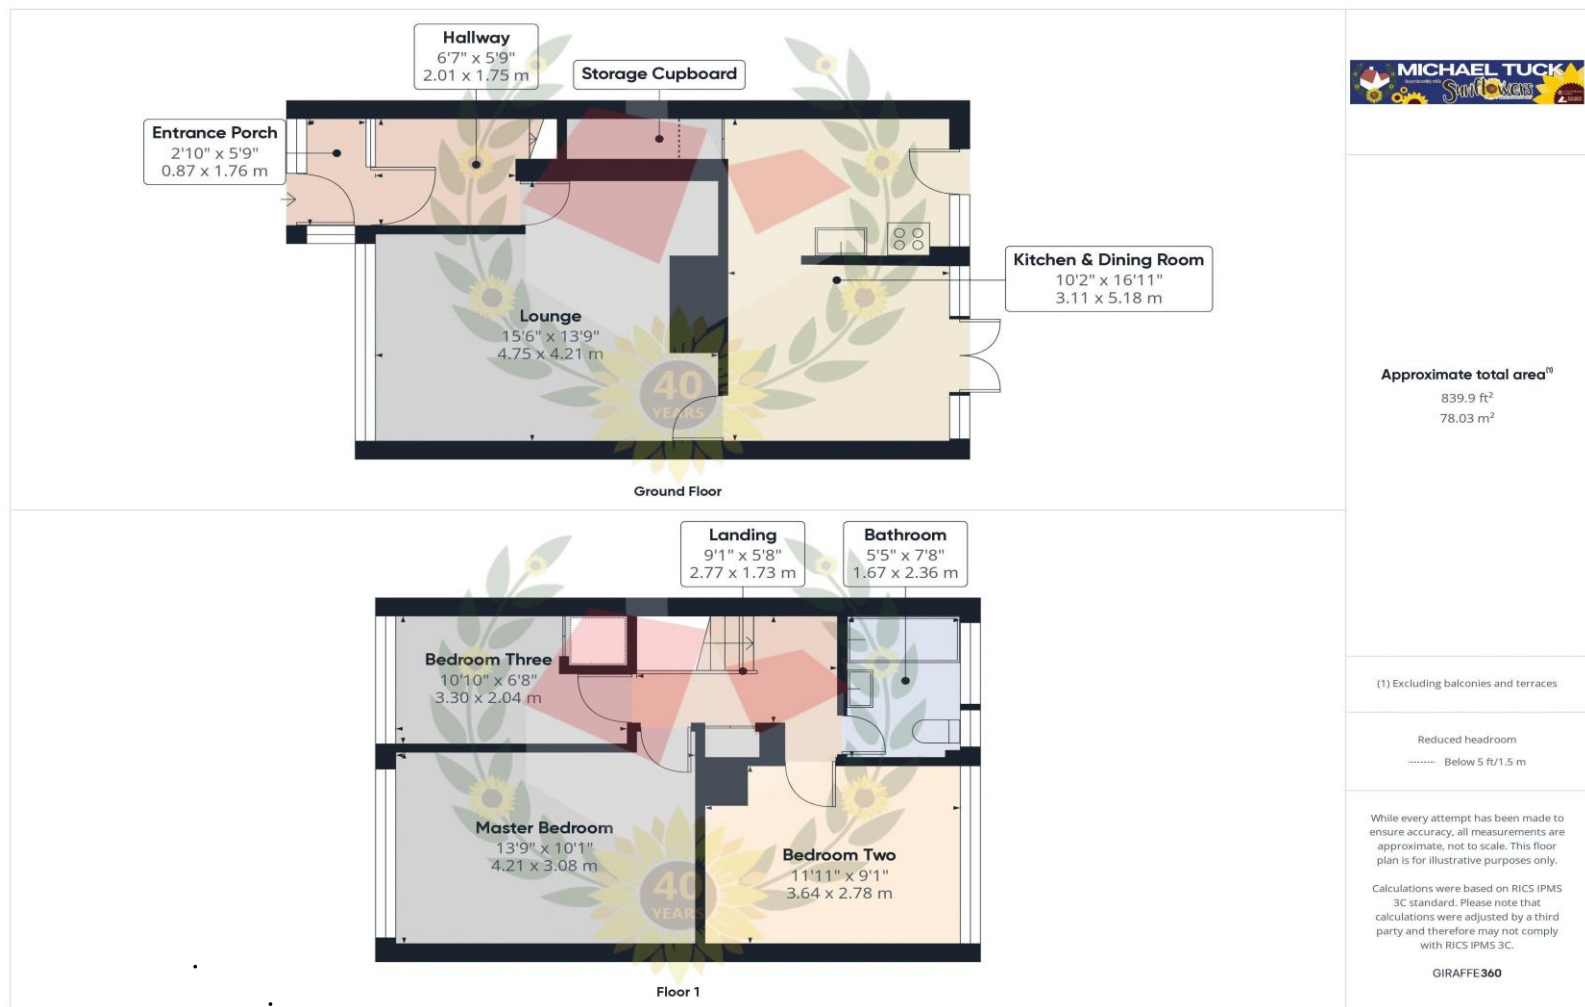 Hallway
6'7" x 5'9"
2.01 x 1.75 m
Storage Cupboard
Entrance Porch
2'10" x 5'9"
0.87 x 1.76 m
Kitchen & Dining Room
10'2" x 16'11"
3.11 x 5.18 m
Lounge
15'6" x 13'9"
4.75 x 4.21 m
40
YEARS
Ground Floor
Landing
9'1" x 5'8"
2.77 x 1.73 m
Bathroom
5'5" x 7'8"
1.67 x 2.36 m
Bedroom Three
10'10" x 6'8"
3.30 x 2.04 m
Master Bedroom
13'9" x 10'1"
4.21 x 3.08 m
Bedroom Two
11'11" x 9'1"
3.64 x 2.78 m
40
YEARS
Floor 1
MICHAEL TUCK
Sunflowers
Approximate total area(1)
839.9 ft²
78.03 m²
(1) Excluding balconies and terraces
Reduced headroom
Below 5 ft/1.5 m
While every attempt has been made to
ensure accuracy, all measurements are
approximate, not to scale. This floor
plan is for illustrative purposes only.
Calculations were based on RICS IPMS
3C standard. Please note that
calculations were adjusted by a third
party and therefore may not comply
with RICS IPMS 3C.
GIRAFFE360